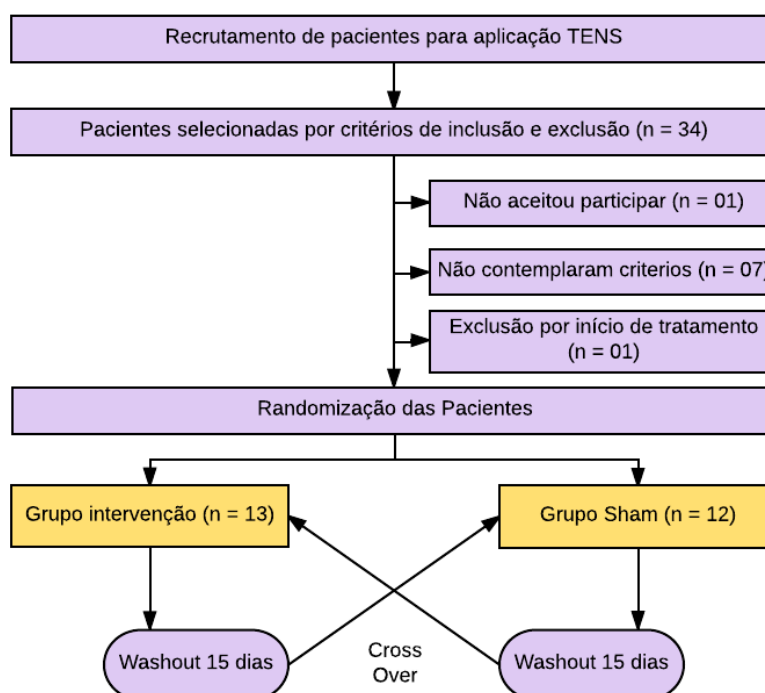 Recrutamento de pacientes para aplicação TENS
Pacientes selecionadas por critérios de inclusão e exclusão (n = 34)
Não aceitou participar (n = 01)
Não contemplaram criterios (n = 07)
Exclusão por início de tratamento
(n = 01)
Randomização das Pacientes
Grupo intervenção (n = 13)
Grupo Sham (n = 12)
Washout 15 dias
Cross
Over
Washout 15 dias